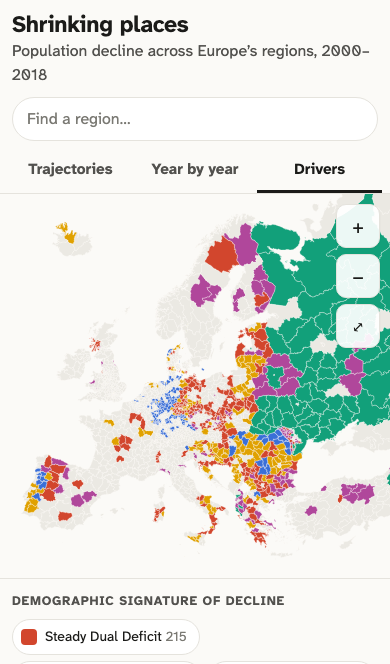 Shrinking places
Population decline across Europe’s regions, 2000–
2018
Find a region...
Trajectories Year by year Drivers
+
−
⤢
DEMOGRAPHIC SIGNATURE OF DECLINE
Steady Dual Deficit 215